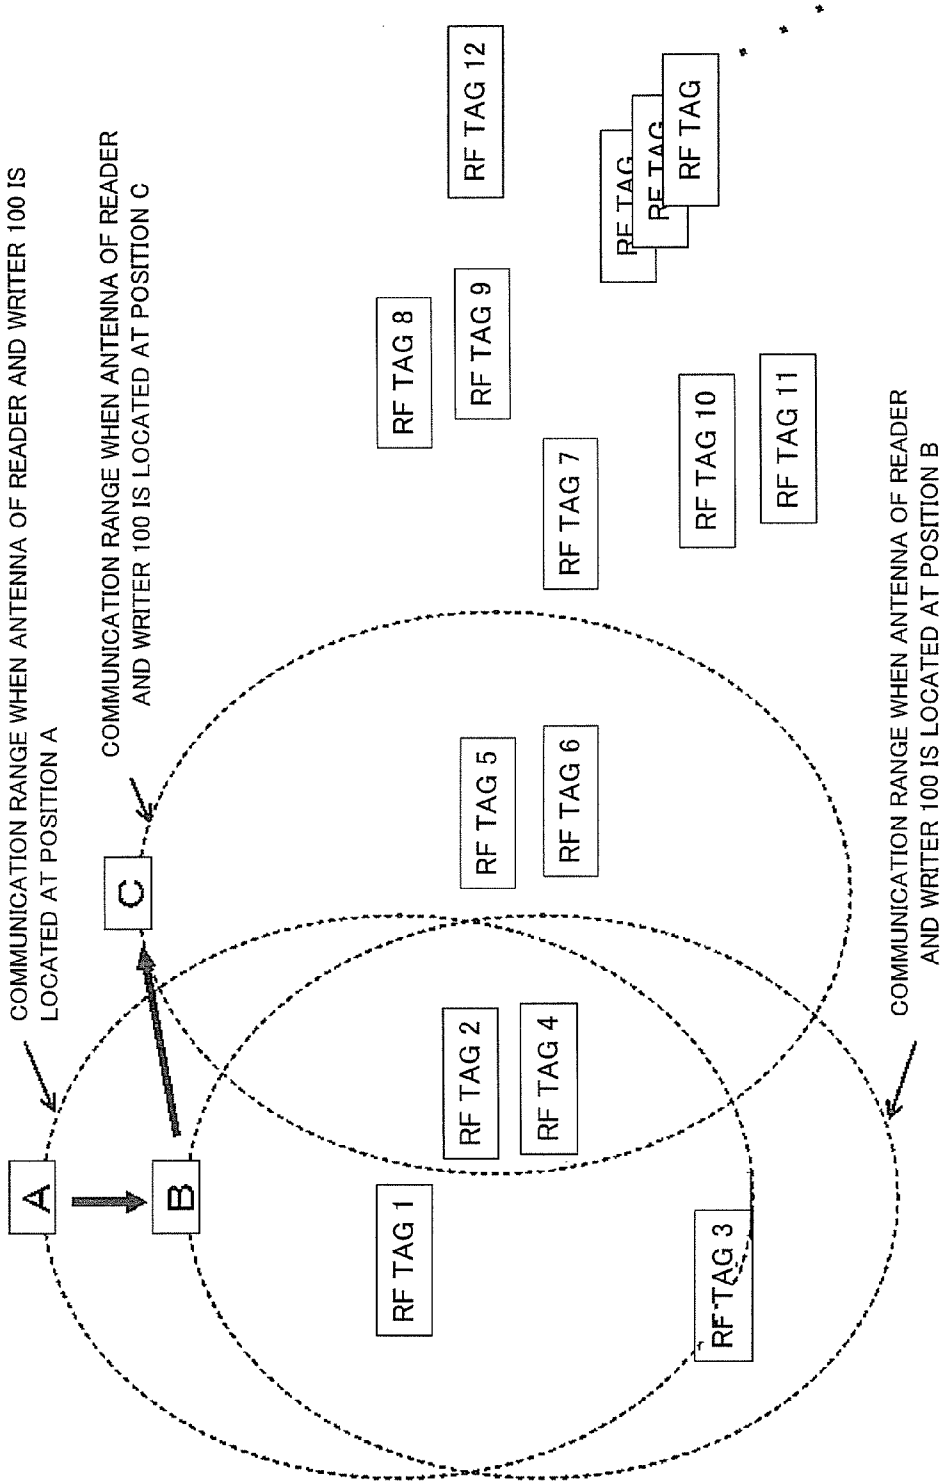 COMMUNICATION RANGE WHEN ANTENNA OF READER AND WRITER 100 IS
LOCATED AT POSITION A
COMMUNICATION RANGE WHEN ANTENNA OF READER
AND WRITER 100 IS LOCATED AT POSITION C
A
B
C
RF TAG 1
RF TAG 2
RF TAG 4
RF TAG 5
RF TAG 6
RF TAG 3
RF TAG 7
RF TAG 8
RF TAG 9
RF TAG 12
RF TAG 10
RF TAG 11
RF TAG
RF TAG
RF TAG
COMMUNICATION RANGE WHEN ANTENNA OF READER
AND WRITER 100 IS LOCATED AT POSITION B